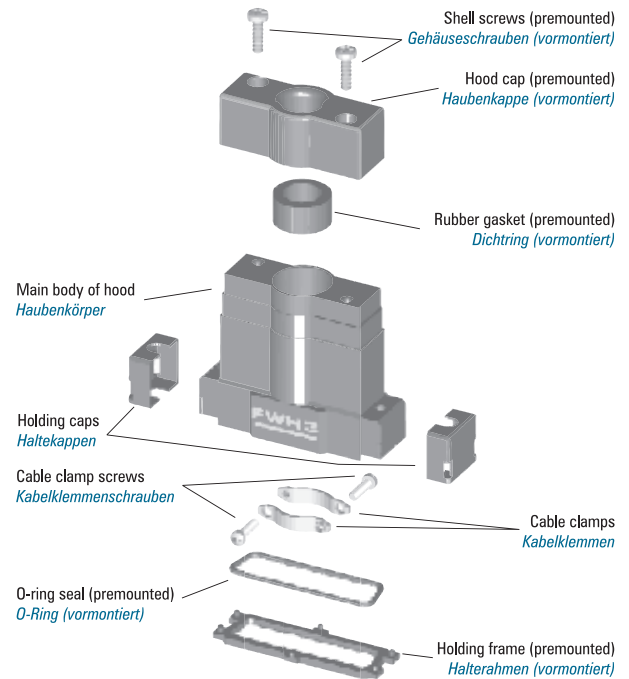 Shell screws (premounted)
Gehäuseschrauben (vormontiert)
Hood cap (premounted)
Haubenkappe (vormontiert)
Rubber gasket (premounted)
Dichtring (vormontiert)
Main body of hood
Haubenkörper
FWH3
Holding caps
Haltekappen
Cable clamp screws
Kabelklemmenschrauben
Cable clamps
Kabelklemmen
O-ring seal (premounted)
O-Ring (vormontiert)
Holding frame (premounted)
Halterahmen (vormontiert)